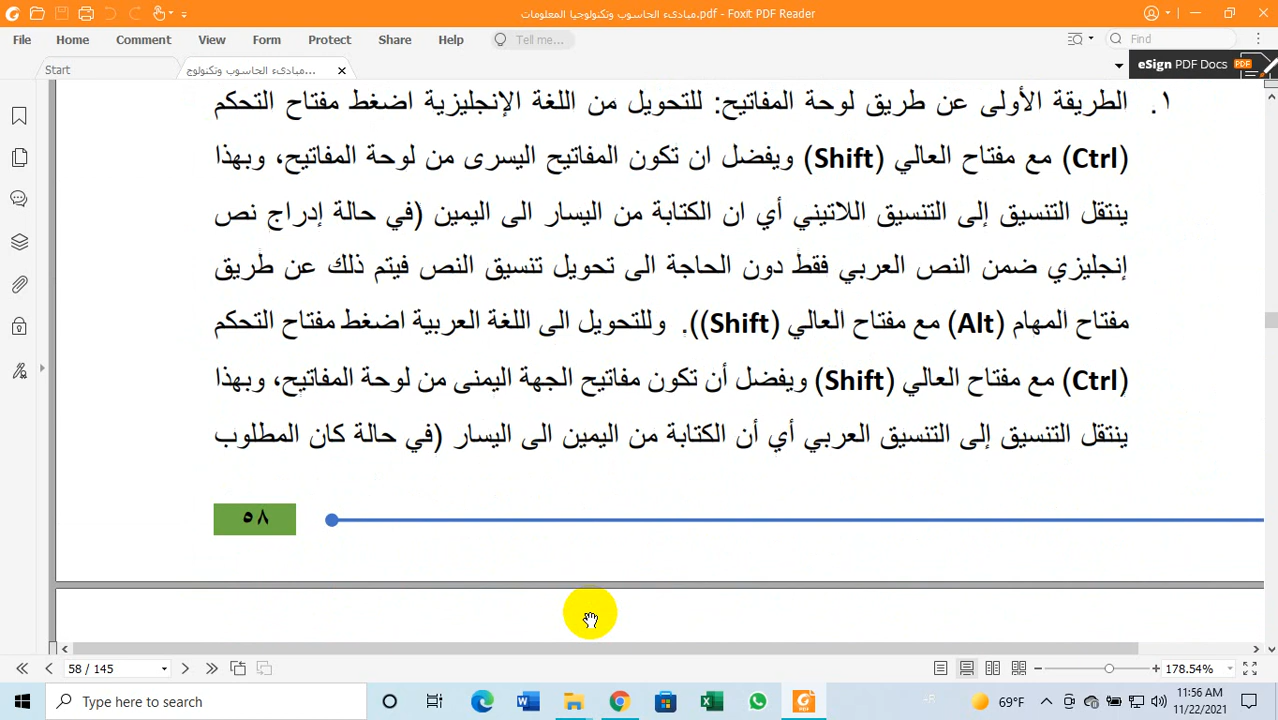 مبادىء الحاسوب وتكنولوجيا المعلومات.pdf - Foxit PDF Reader
File Home Comment View Form Protect Share Help Tell me... Find
Start
مبادىء الحاسوب وتكنولوج...
eSign PDF Docs
١. الطريقة الأولى عن طريق لوحة المفاتيح: للتحويل من اللغة الإنجليزية اضغط مفتاح التحكم
(Ctrl) مع مفتاح العالي (Shift) ويفضل ان تكون المفاتيح اليسرى من لوحة المفاتيح، وبهذا
ينتقل التنسيق إلى التنسيق اللاتيني أي ان الكتابة من اليسار الى اليمين (في حالة إدراج نص
إنجليزي ضمن النص العربي فقط دون الحاجة الى تحويل تنسيق النص فيتم ذلك عن طريق
مفتاح المهام (Alt) مع مفتاح العالي (Shift)). وللتحويل الى اللغة العربية اضغط مفتاح التحكم
(Ctrl) مع مفتاح العالي (Shift) ويفضل أن تكون مفاتيح الجهة اليمنى من لوحة المفاتيح، وبهذا
ينتقل التنسيق إلى التنسيق العربي أي أن الكتابة من اليمين الى اليسار (في حالة كان المطلوب
٥٨
58 / 145
178.54%
Type here to search
69°F
11:56 AM
11/22/2021